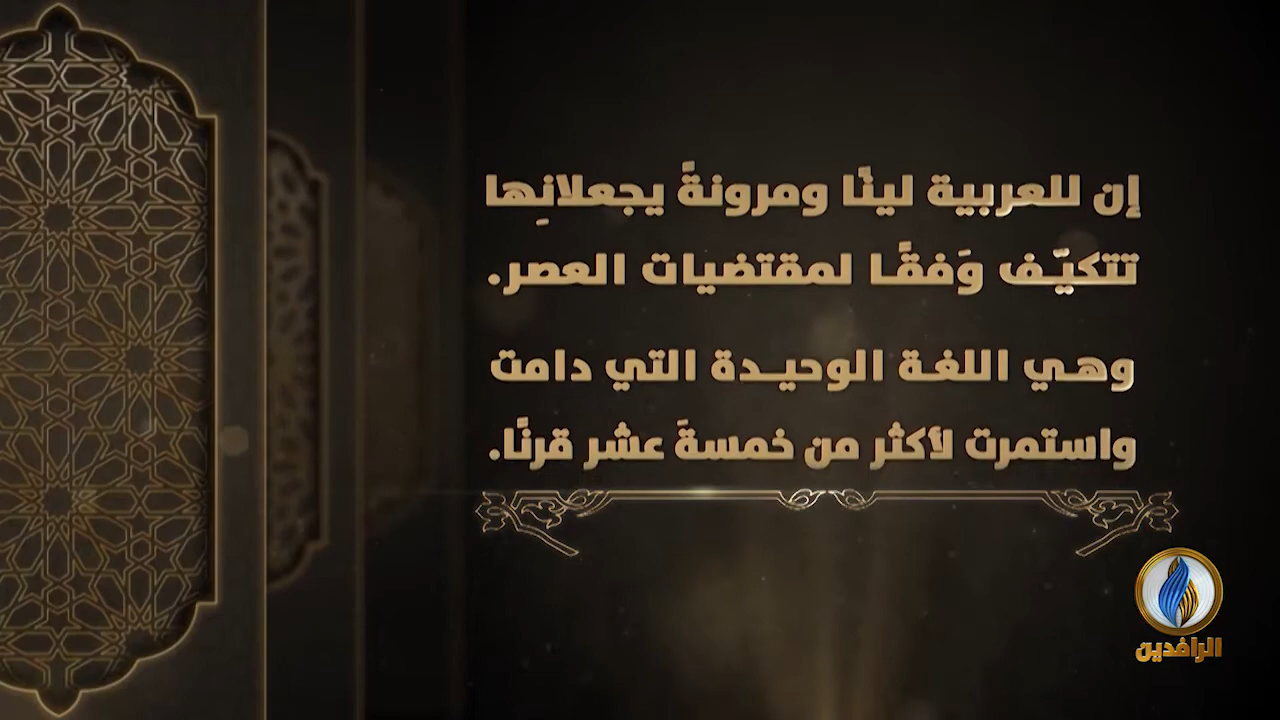 إن للعربية لينًا ومرونةً يجعلانِها
تتكيّف وَفقًا لمقتضيات العصر.
وهي اللغة الوحيدة التي دامت
واستمرت لأكثر من خمسةَ عشر قرنًا.
الرافدين